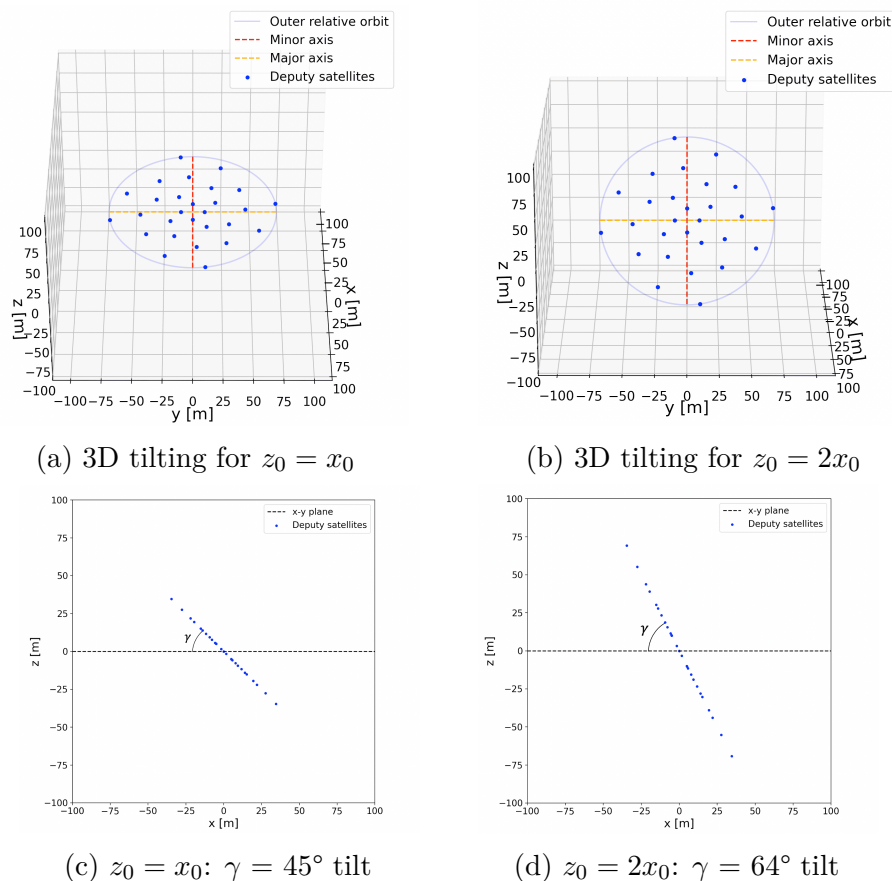 Outer relative orbit
Minor axis
Major axis
Deputy satellites
100
75
50
25
0
−25
−50
−75
−100
z [m]
−100 −75 −50 −25 0 25 50 75 100
y [m]
−100
−75
−50
−25
0
25
50
75
100
x [m]
(a) 3D tilting for z₀ = x₀
Outer relative orbit
Minor axis
Major axis
Deputy satellites
100
75
50
25
0
−25
−50
−75
−100
z [m]
−100 −75 −50 −25 0 25 50 75 100
y [m]
−100
−75
−50
−25
0
25
50
75
100
x [m]
(b) 3D tilting for z₀ = 2x₀
x-y plane
Deputy satellites
100
75
50
25
0
−25
−50
−75
−100
z [m]
γ
−100 −75 −50 −25 0 25 50 75 100
x [m]
(c) z₀ = x₀: γ = 45° tilt
x-y plane
Deputy satellites
100
75
50
25
0
−25
−50
−75
−100
z [m]
γ
−100 −75 −50 −25 0 25 50 75 100
x [m]
(d) z₀ = 2x₀: γ = 64° tilt